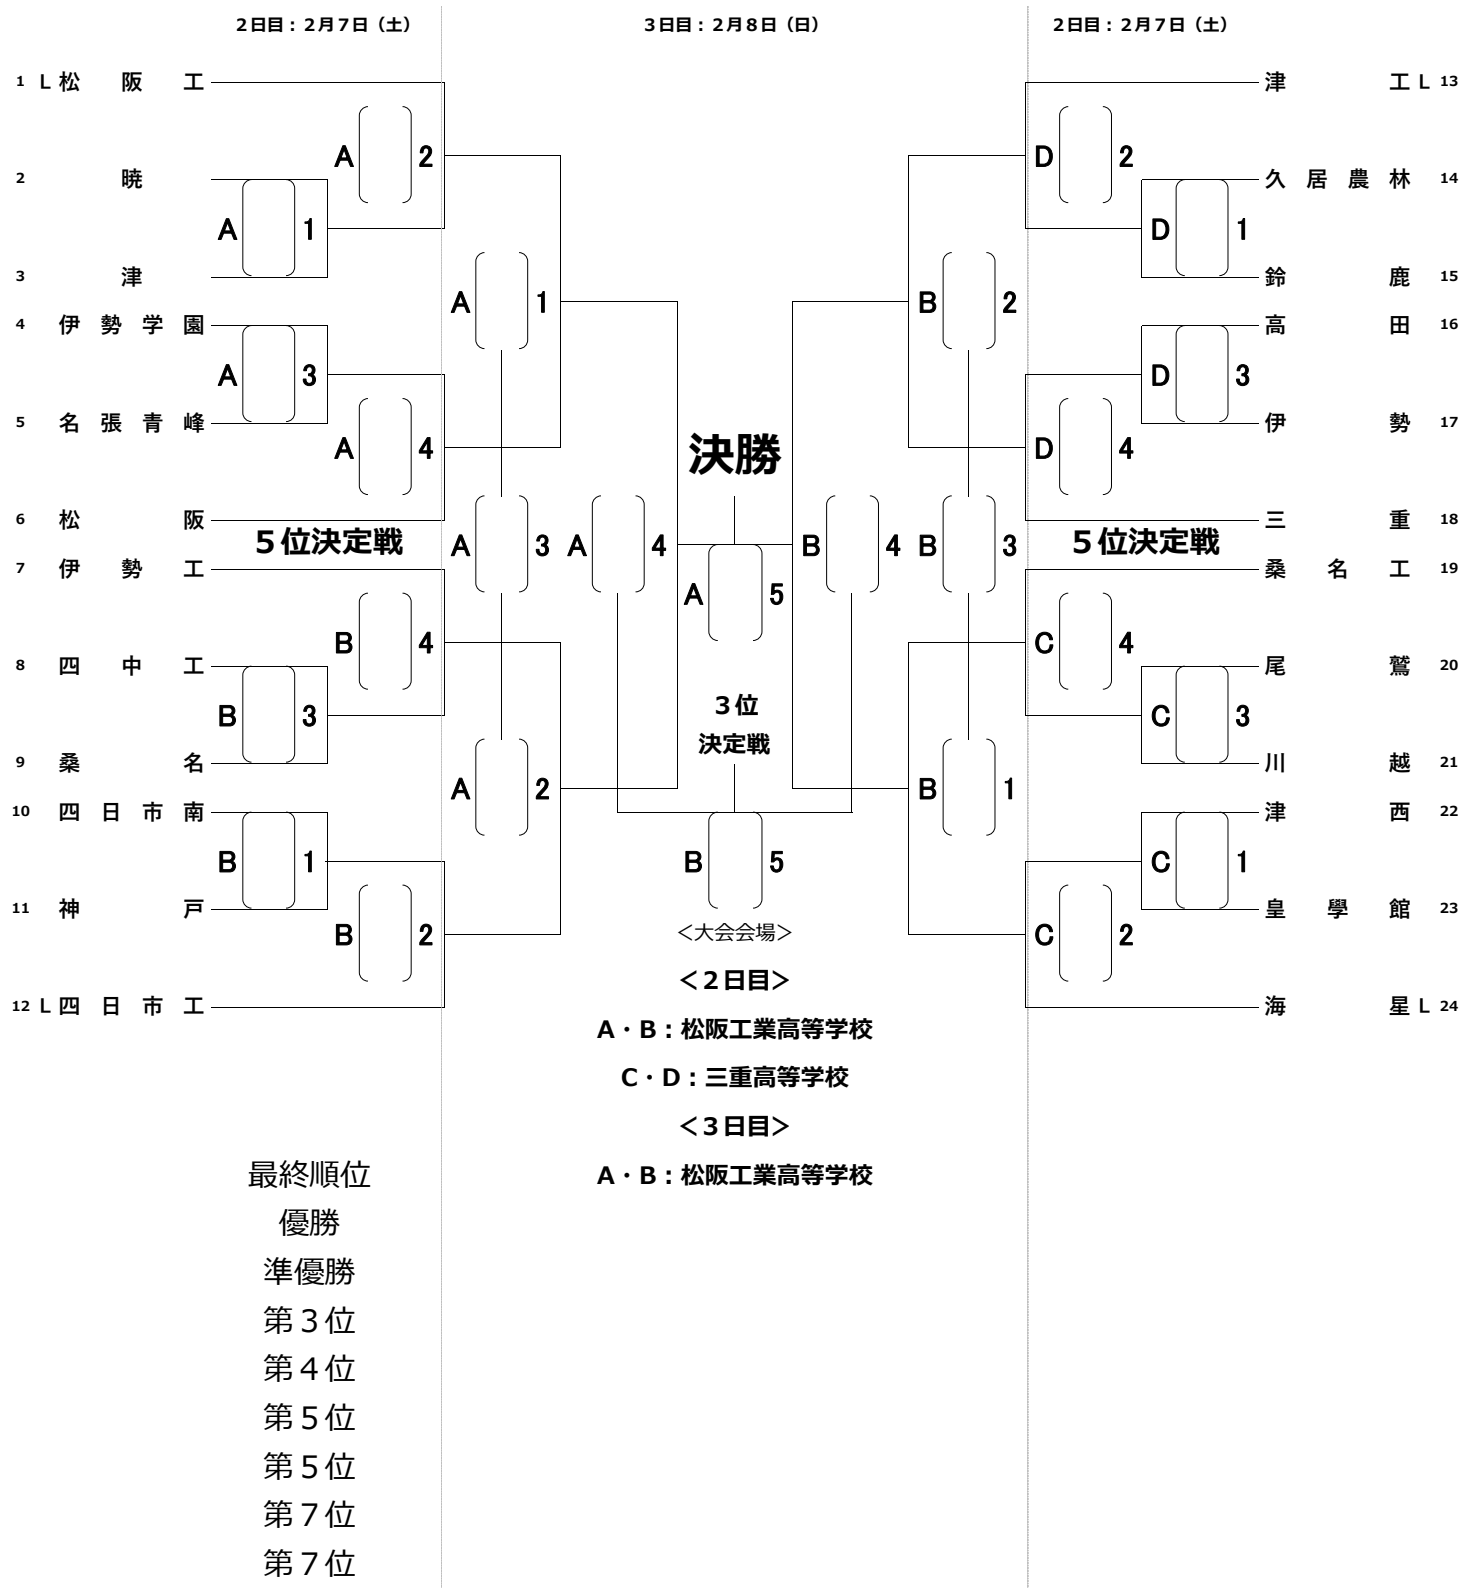 2日目：２月７日（土） 3日目：２月８日（日） 2日目：２月７日（土）
1 L 松阪工 津工 L 13
A 2 D 2
2 暁 久居農林 14
A 1 D 1
3 津 鈴鹿 15
A 1 B 2
4 伊勢学園 高田 16
A 3 D 3
5 名張青峰 伊勢 17
A 4 決勝 D 4
6 松阪 三重 18
５位決定戦 A 3 A 4 B 4 B 3 ５位決定戦
7 伊勢工 桑名工 19
A 5
B 4 C 4
8 四中工 尾鷲 20
B 3 ３位 C 3
決定戦
9 桑名 川越 21
A 2 B 1
10 四日市南 津西 22
B 1 B 5 C 1
11 神戸 皇學館 23
B 2 ＜大会会場＞ C 2
＜２日目＞
12 L 四日市工 海星 L 24
A・B：松阪工業高等学校
C・D：三重高等学校
＜３日目＞
A・B：松阪工業高等学校
最終順位
優勝
準優勝
第３位
第４位
第５位
第５位
第７位
第７位